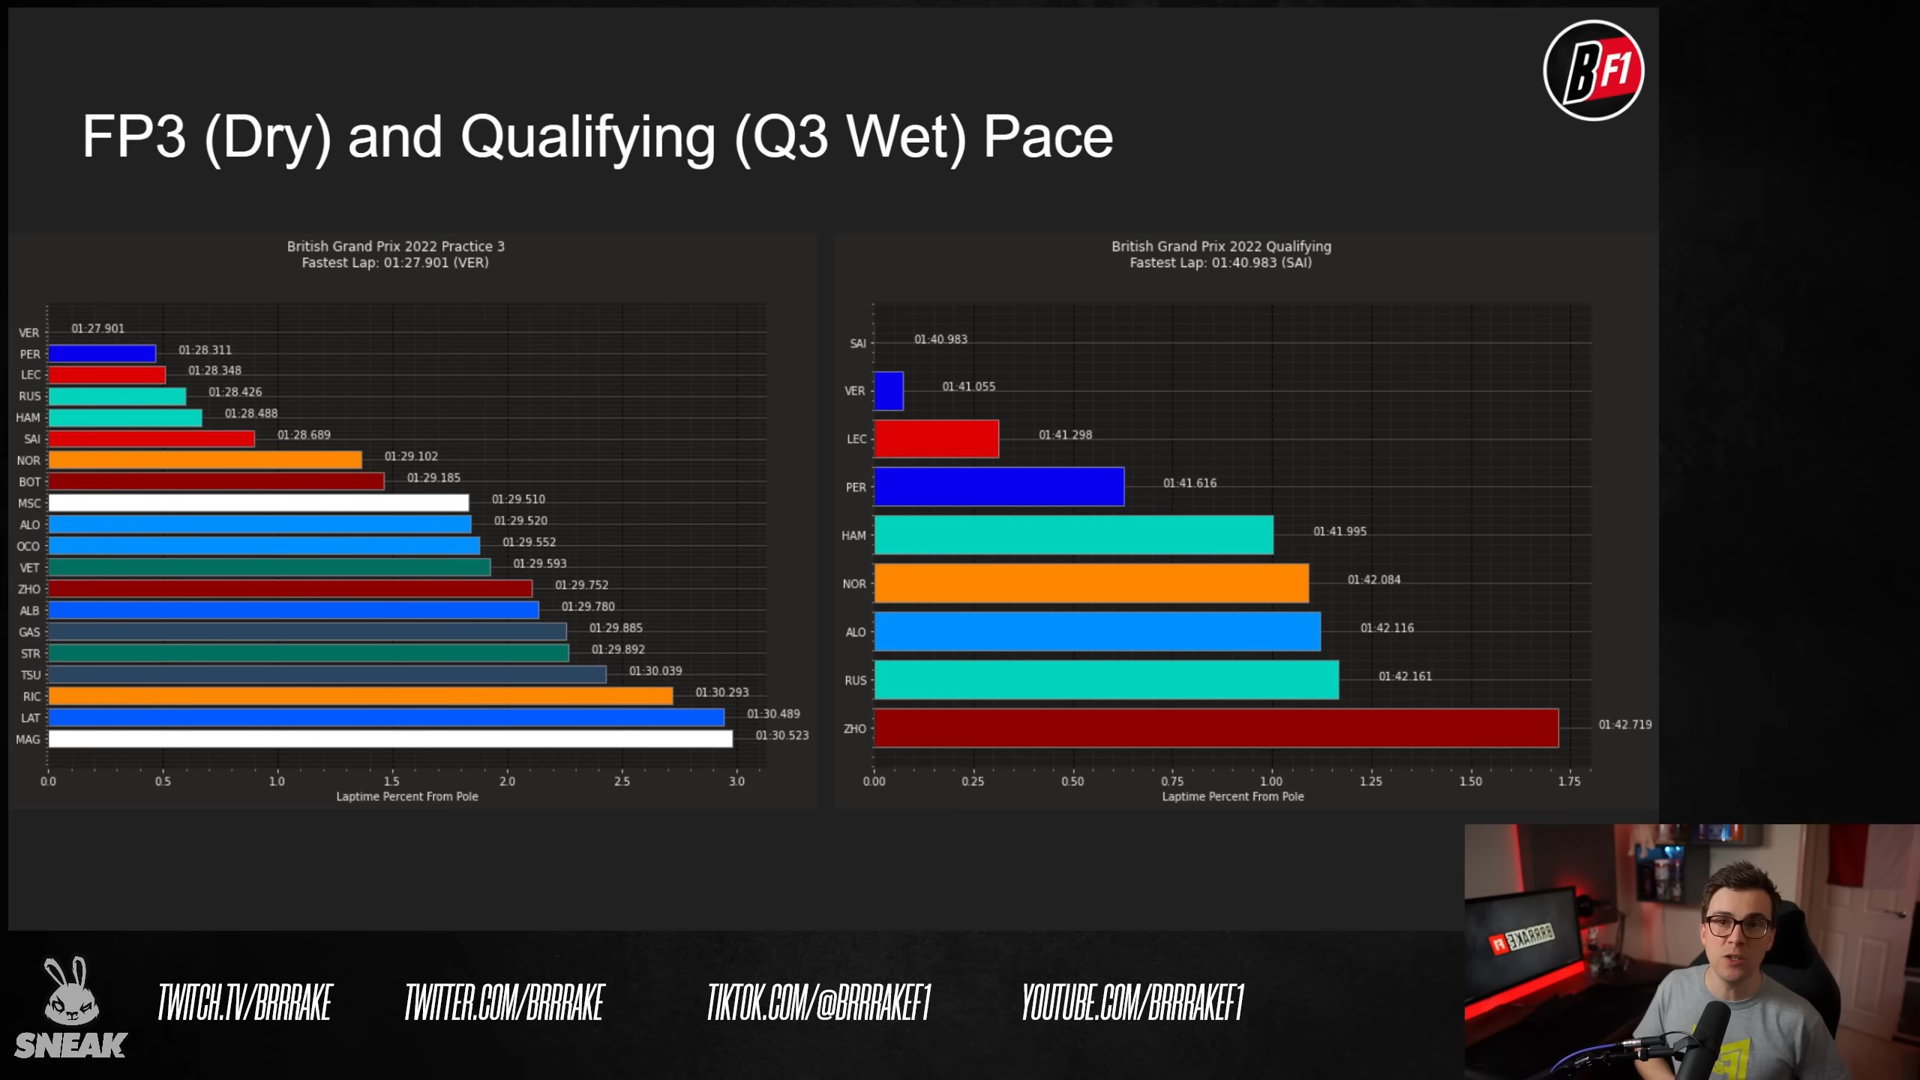 BF1
FP3 (Dry) and Qualifying (Q3 Wet) Pace
British Grand Prix 2022 Practice 3
Fastest Lap: 01:27.901 (VER)
VER 01:27.901
PER 01:28.311
LEC 01:28.348
RUS 01:28.426
HAM 01:28.488
SAI 01:28.689
NOR 01:29.102
BOT 01:29.185
MSC 01:29.510
ALO 01:29.520
OCO 01:29.552
VET 01:29.593
ZHO 01:29.752
ALB 01:29.780
GAS 01:29.885
STR 01:29.892
TSU 01:30.039
RIC 01:30.293
LAT 01:30.489
MAG 01:30.523
0.0 0.5 1.0 1.5 2.0 2.5 3.0
Laptime Percent From Pole
British Grand Prix 2022 Qualifying
Fastest Lap: 01:40.983 (SAI)
SAI 01:40.983
VER 01:41.055
LEC 01:41.298
PER 01:41.616
HAM 01:41.995
NOR 01:42.084
ALO 01:42.116
RUS 01:42.161
ZHO 01:42.719
0.00 0.25 0.50 0.75 1.00 1.25 1.50 1.75
Laptime Percent From Pole
BRRRAKE F1
SNEAK
TWITCH.TV/BRRRAKE
TWITTER.COM/BRRRAKE
TIKTOK.COM/@BRRRAKEF1
YOUTUBE.COM/BRRRAKEF1